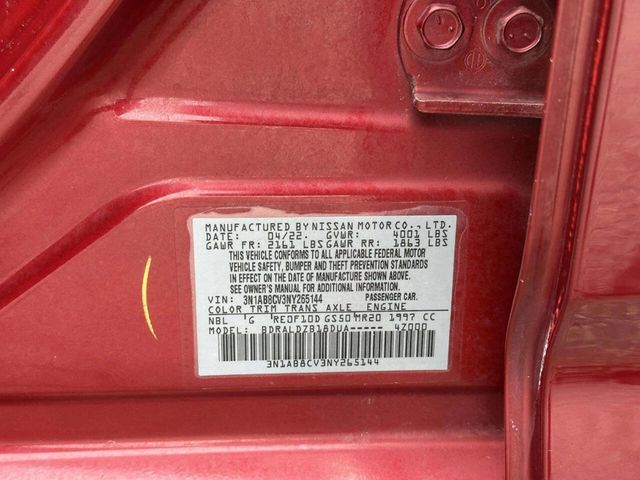 MANUFACTURED BY NISSAN MOTOR CO., LTD.
DATE: 04/22. GVWR: 4001 LBS
GAWR FR: 2161 LBS GAWR RR: 1863 LBS
THIS VEHICLE CONFORMS TO ALL APPLICABLE FEDERAL MOTOR
VEHICLE SAFETY, BUMPER AND THEFT PREVENTION STANDARDS
IN EFFECT ON THE DATE OF MANUFACTURE SHOWN ABOVE.
SEE OWNER'S MANUAL FOR ADDITIONAL INFORMATION.
VIN: 3N1AB8CV3NY265144 PASSENGER CAR.
COLOR TRIM TRANS AXLE ENGINE
NBL G RE0F10D GS50 MR20 1997 CC
MODEL: BDRALDZB18DUA----- 4Z000
3N1AB8CV3NY265144